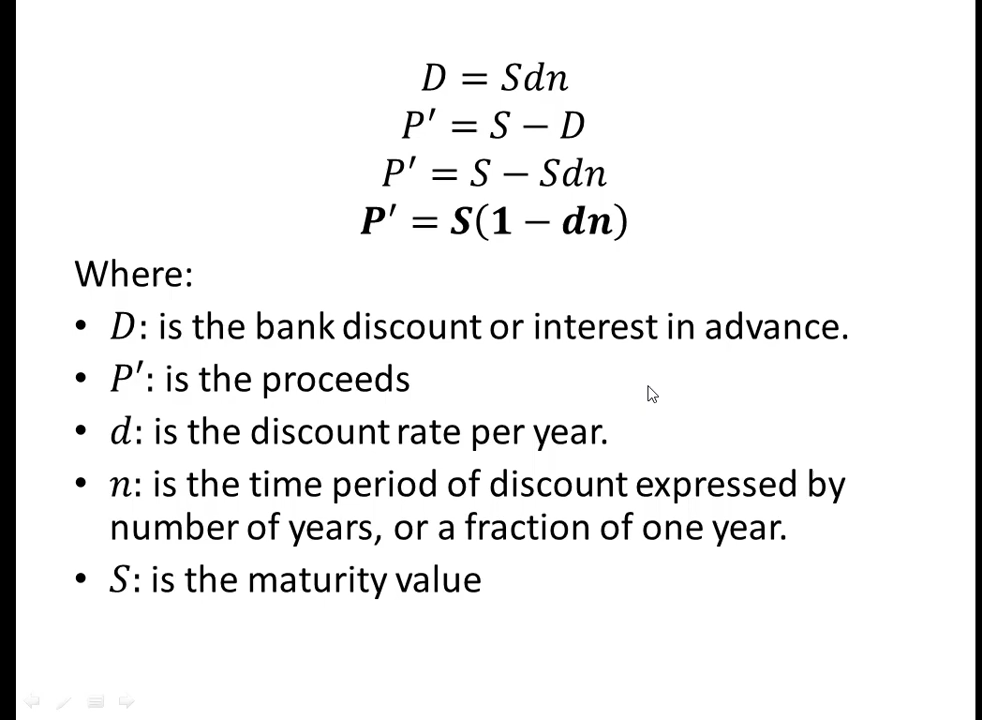 D = Sdn
P′ = S − D
P′ = S − Sdn
P′ = S(1 − dn)
Where:
• D: is the bank discount or interest in advance.
• P′: is the proceeds
• d: is the discount rate per year.
• n: is the time period of discount expressed by
number of years, or a fraction of one year.
• S: is the maturity value